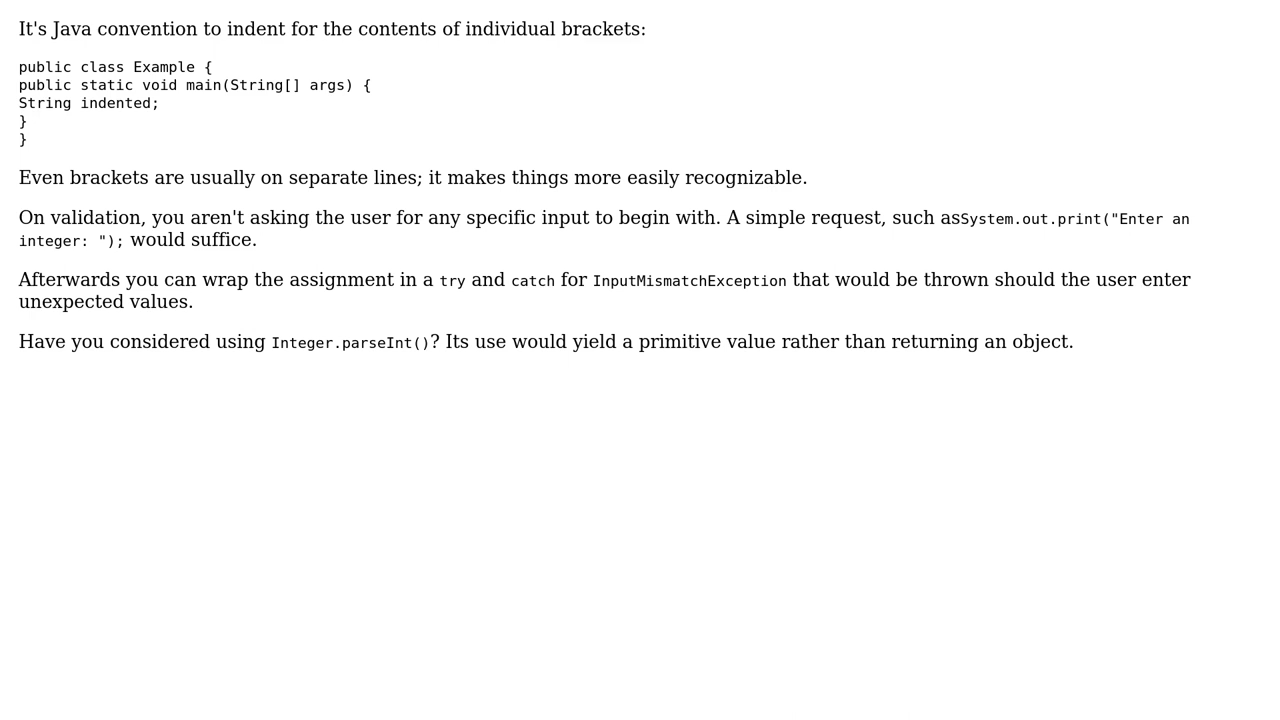 It's Java convention to indent for the contents of individual brackets:
public class Example {
public static void main(String[] args) {
String indented;
}
}
Even brackets are usually on separate lines; it makes things more easily recognizable.
On validation, you aren't asking the user for any specific input to begin with. A simple request, such asSystem.out.print("Enter an
integer: "); would suffice.
Afterwards you can wrap the assignment in a try and catch for InputMismatchException that would be thrown should the user enter
unexpected values.
Have you considered using Integer.parseInt()? Its use would yield a primitive value rather than returning an object.